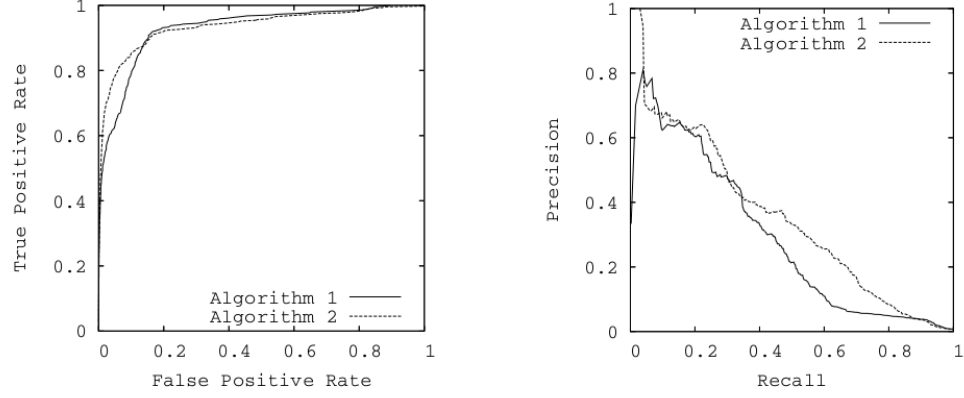 1
0.8
0.6
0.4
0.2
0
True Positive Rate
Algorithm 1
Algorithm 2
0 0.2 0.4 0.6 0.8 1
False Positive Rate
1
0.8
0.6
0.4
0.2
0
Precision
Algorithm 1
Algorithm 2
0 0.2 0.4 0.6 0.8 1
Recall